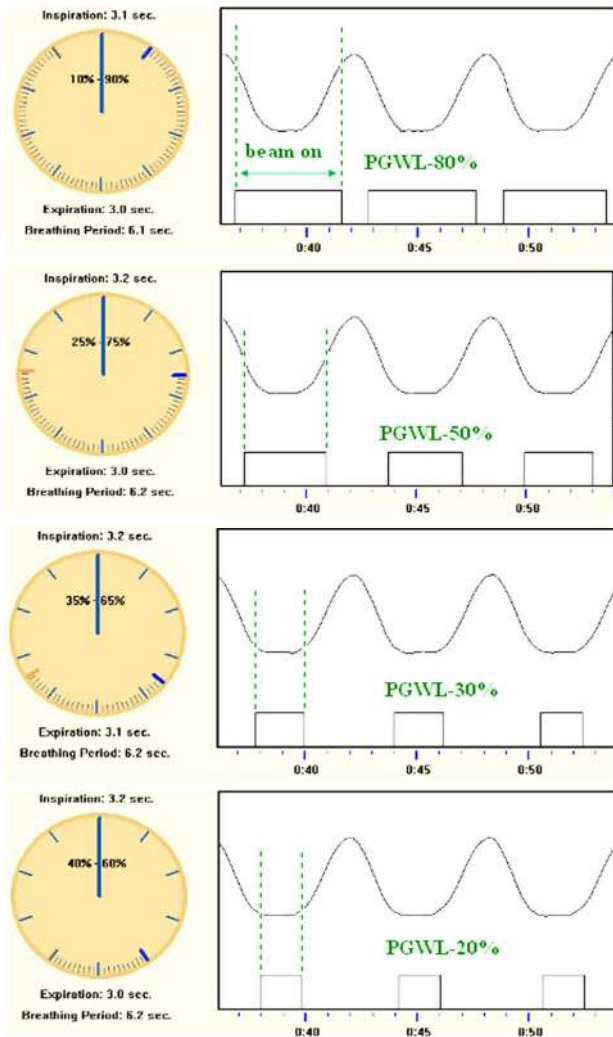 Inspiration: 3.1 sec.
10% - 90%
Expiration: 3.0 sec.
Breathing Period: 6.1 sec.
beam on
PGWL-80%
0:40 0:45 0:50
Inspiration: 3.2 sec.
25% - 75%
Expiration: 3.0 sec.
Breathing Period: 6.2 sec.
PGWL-50%
0:40 0:45 0:50
Inspiration: 3.2 sec.
35% - 65%
Expiration: 3.1 sec.
Breathing Period: 6.2 sec.
PGWL-30%
0:40 0:45 0:50
Inspiration: 3.2 sec.
40% - 60%
Expiration: 3.0 sec.
Breathing Period: 6.2 sec.
PGWL-20%
0:40 0:45 0:50